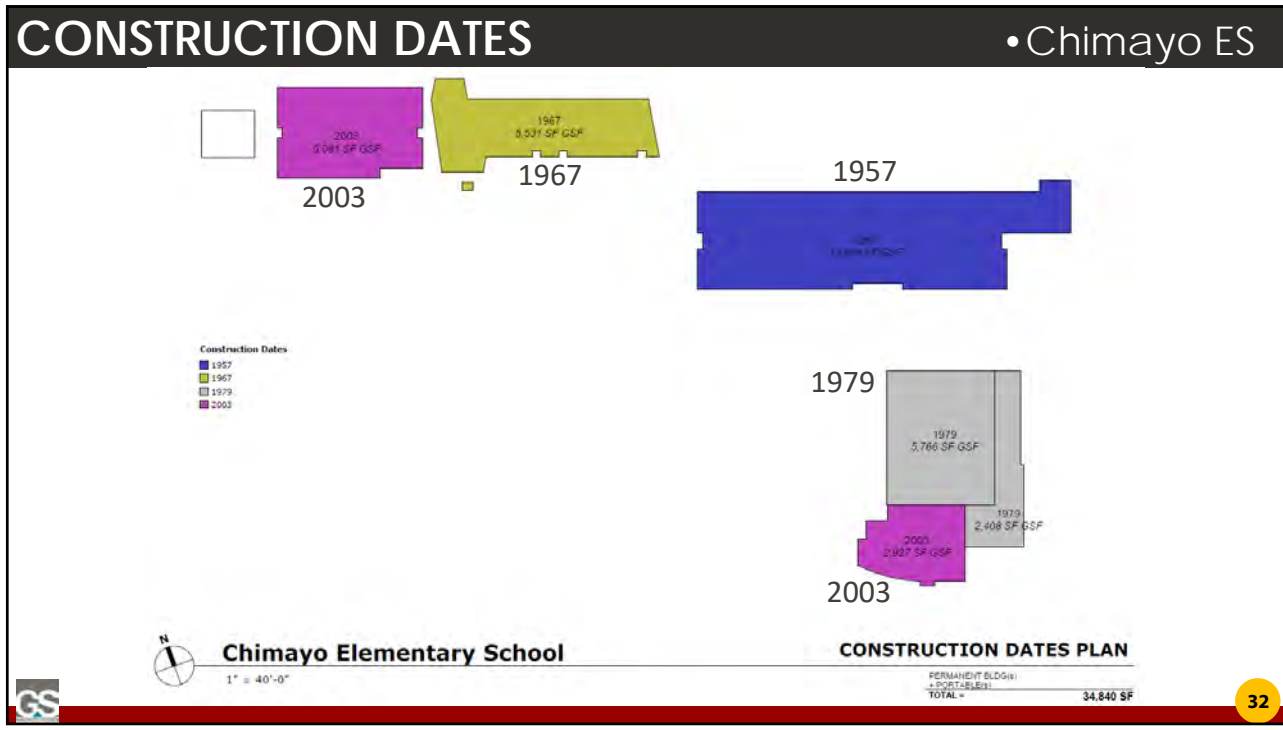 CONSTRUCTION DATES
•Chimayo ES
2003
5,081 SF GSF
2003
1967
5,531 SF GSF
1967
1957
SF GSF
Construction Dates
1957
1967
1979
2003
1979
1979
5,766 SF GSF
1979
2,408 SF GSF
2003
2,927 SF GSF
2003
N
Chimayo Elementary School
1" = 40'-0"
CONSTRUCTION DATES PLAN
PERMANENT BLDG(s)
+ PORTABLE(s)
TOTAL = 34,840 SF
GS
32